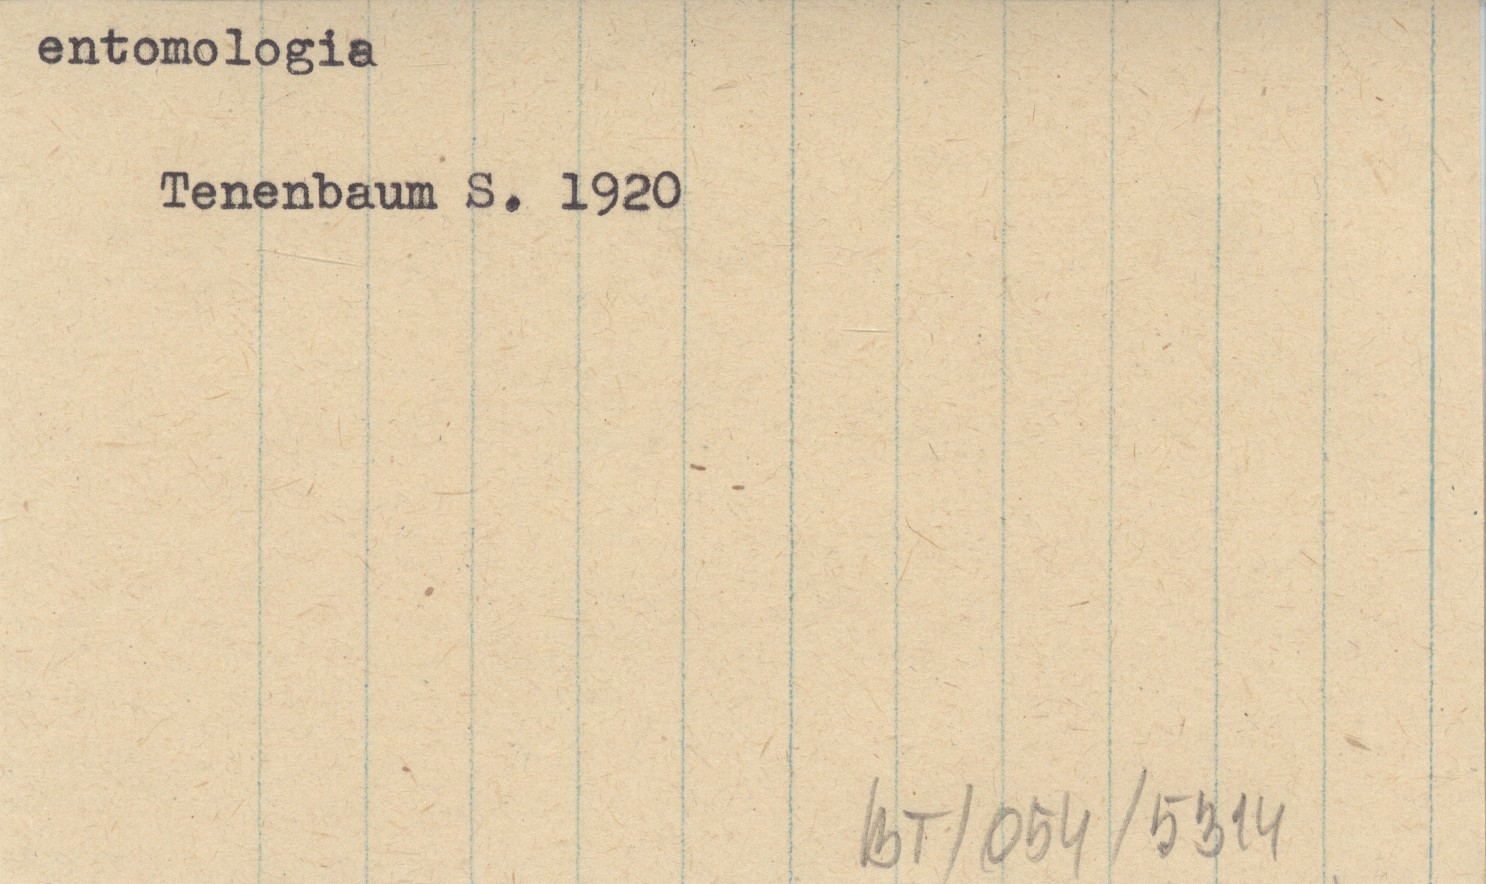 entomologia
Tenenbaum S. 1920
BT/054/5314